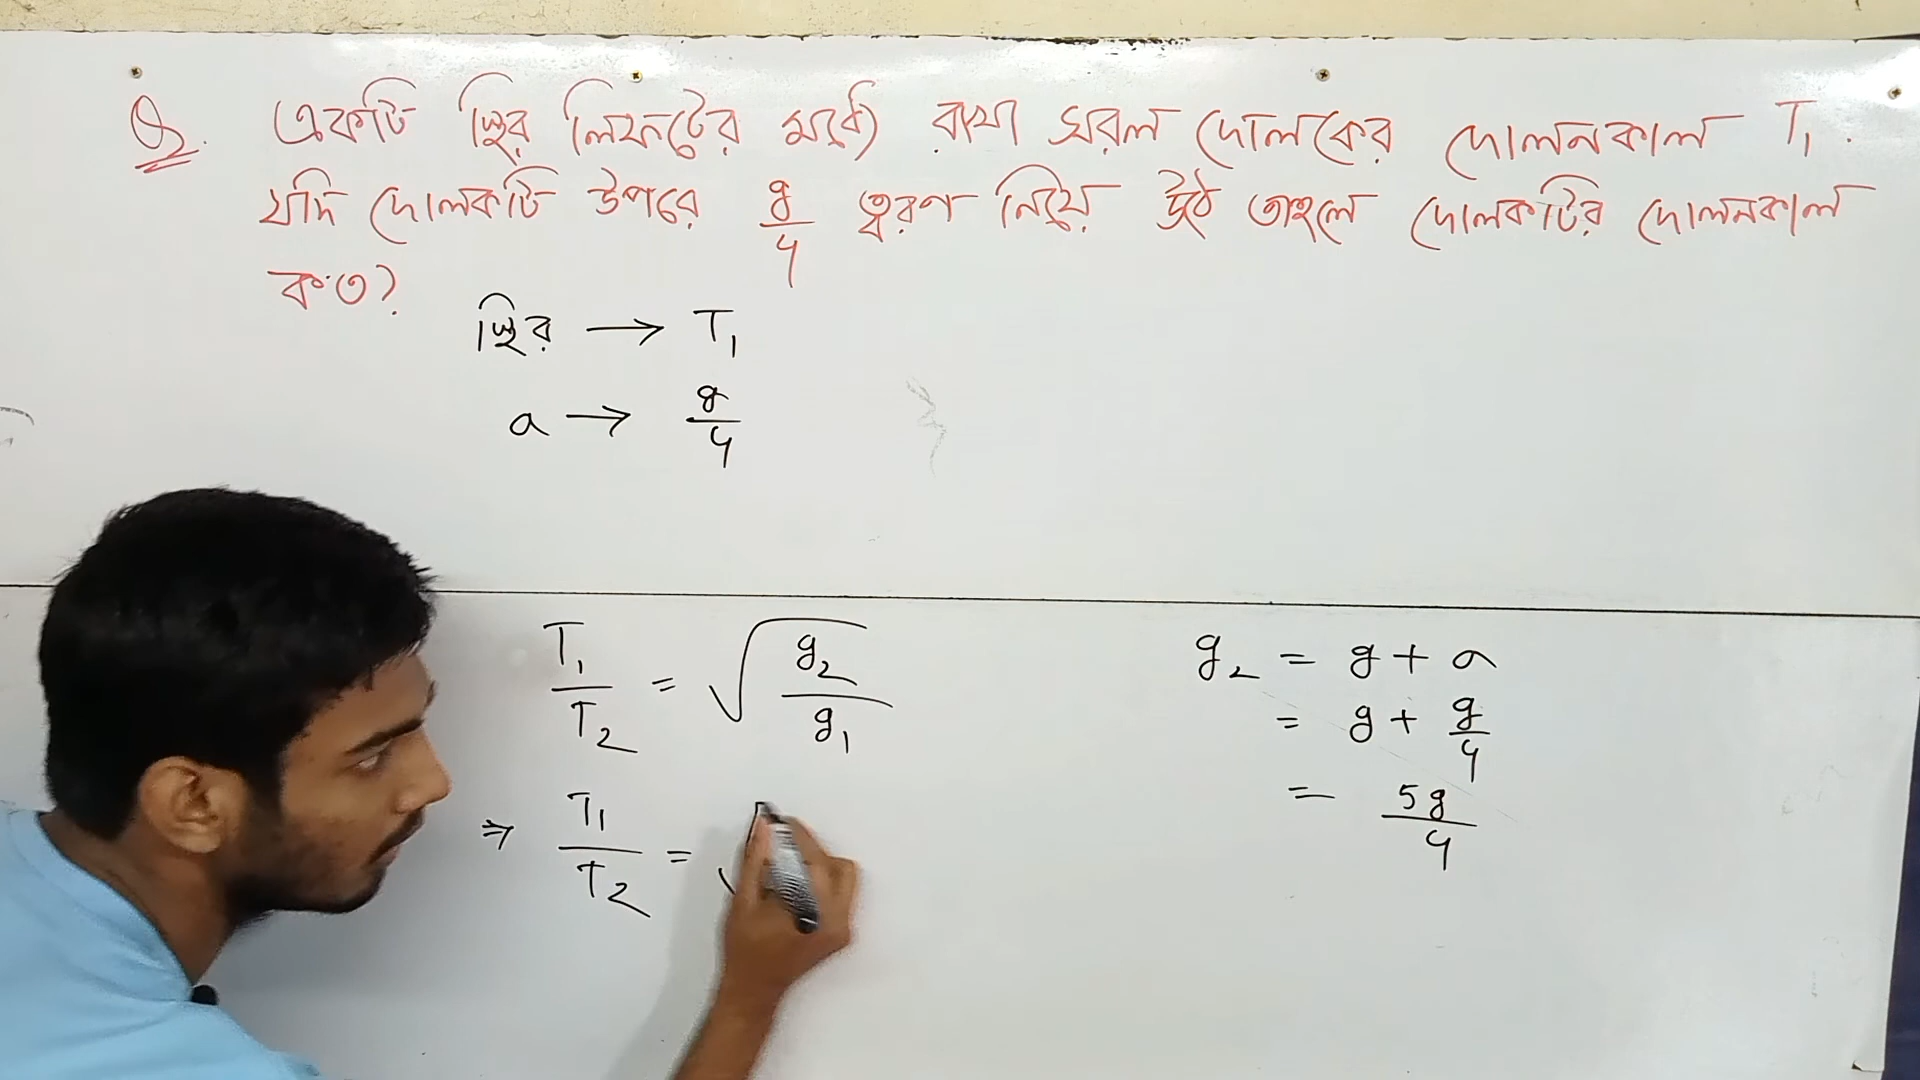 Q. একটি স্থির লিফটের মধ্যে রাখা সরল দোলকের দোলনকাল T₁.
যদি দোলকটি উপরে g/4 ত্বরণ নিয়ে উঠে তাহলে দোলকটির দোলনকাল
কত?
স্থির → T₁
a → g/4
T₁/T₂ = √(g₂/g₁)
⇒ T₁/T₂ = √
g₂ = g + a
= g + g/4
= 5g/4